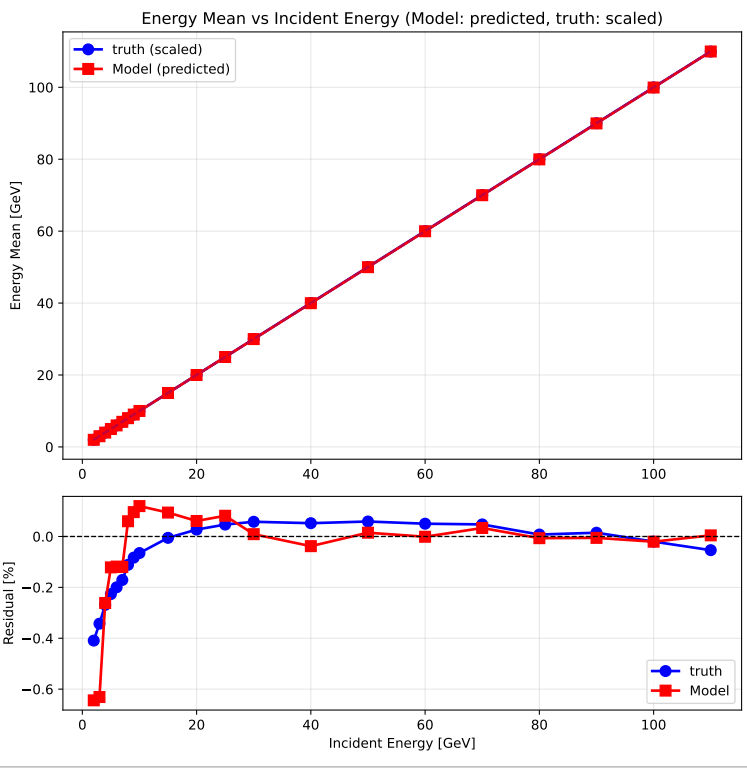 Energy Mean vs Incident Energy (Model: predicted, truth: scaled)
truth (scaled)
Model (predicted)
Energy Mean [GeV]
100
80
60
40
20
0
0 20 40 60 80 100
Residual [%]
0.0
−0.2
−0.4
−0.6
truth
Model
0 20 40 60 80 100
Incident Energy [GeV]